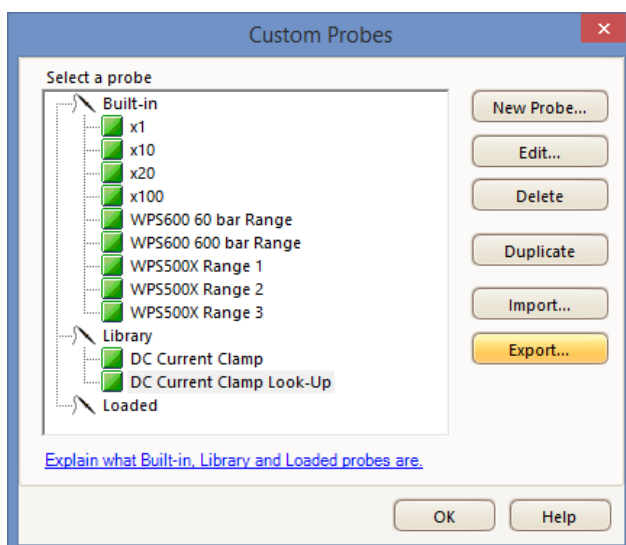 Custom Probes
Select a probe
Built-in
x1
x10
x20
x100
WPS600 60 bar Range
WPS600 600 bar Range
WPS500X Range 1
WPS500X Range 2
WPS500X Range 3
Library
DC Current Clamp
DC Current Clamp Look-Up
Loaded
New Probe...
Edit...
Delete
Duplicate
Import...
Export...
Explain what Built-in, Library and Loaded probes are.
OK
Help